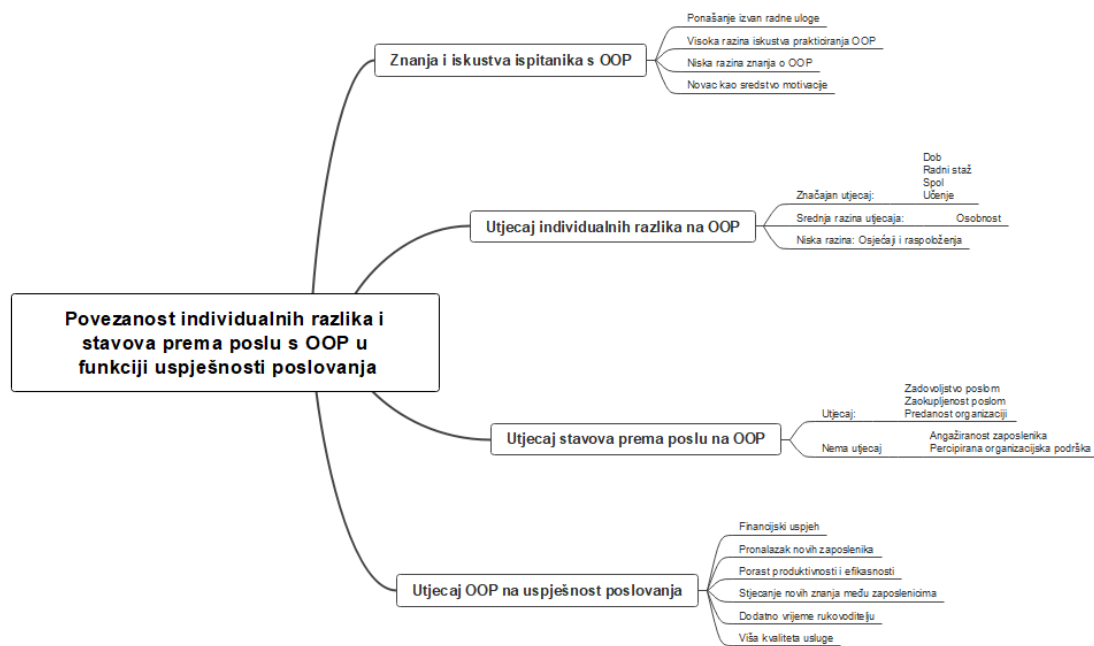 Ponašanje izvan radne uloge
Visoka razina iskustva prakticiranja OOP
Znanja i iskustva ispitanika s OOP
Niska razina znanja o OOP
Novac kao sredstvo motivacije
Dob
Radni staž
Spol
Značajan utjecaj: Učenje
Utjecaj individualnih razlika na OOP
Srednja razina utjecaja: Osobnost
Niska razina: Osjećaji i raspoloženja
Povezanost individualnih razlika i
stavova prema poslu s OOP u
funkciji uspješnosti poslovanja
Zadovoljstvo poslom
Zaokupljenost poslom
Utjecaj: Predanost organizaciji
Utjecaj stavova prema poslu na OOP
Angažiranost zaposlenika
Nema utjecaj Percipirana organizacijska podrška
Financijski uspjeh
Pronalazak novih zaposlenika
Porast produktivnosti i efikasnosti
Utjecaj OOP na uspješnost poslovanja
Stjecanje novih znanja među zaposlenicima
Dodatno vrijeme rukovoditelju
Viša kvaliteta usluge